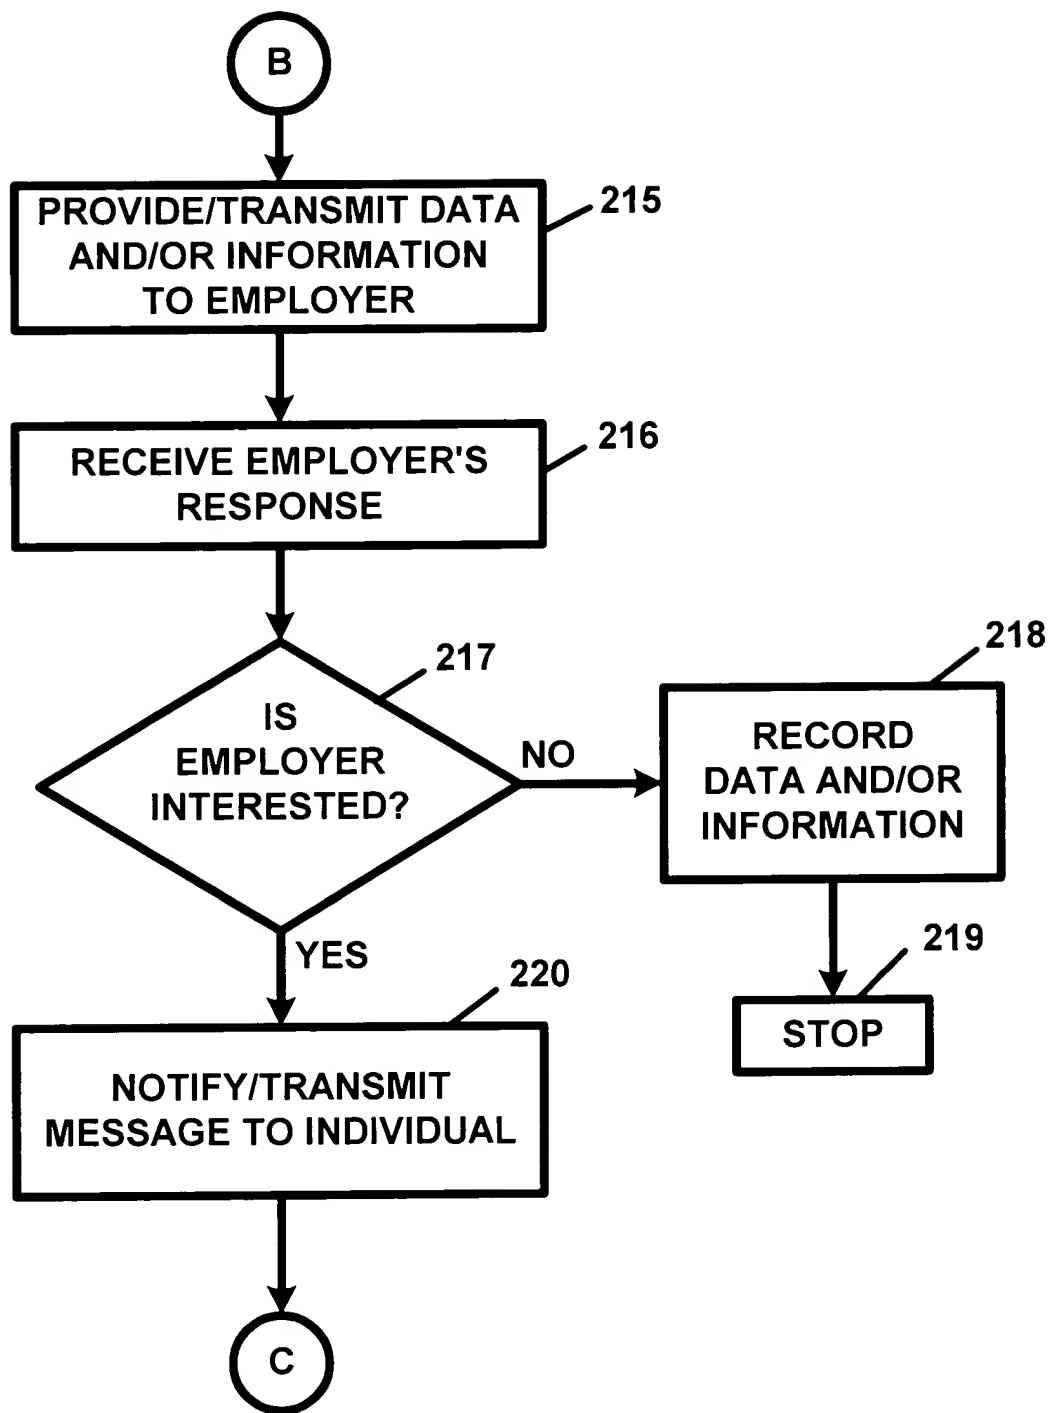 B
PROVIDE/TRANSMIT DATA
AND/OR INFORMATION
TO EMPLOYER
215
RECEIVE EMPLOYER'S
RESPONSE
216
IS
EMPLOYER
INTERESTED?
217
NO
RECORD
DATA AND/OR
INFORMATION
218
STOP
219
YES
NOTIFY/TRANSMIT
MESSAGE TO INDIVIDUAL
220
C